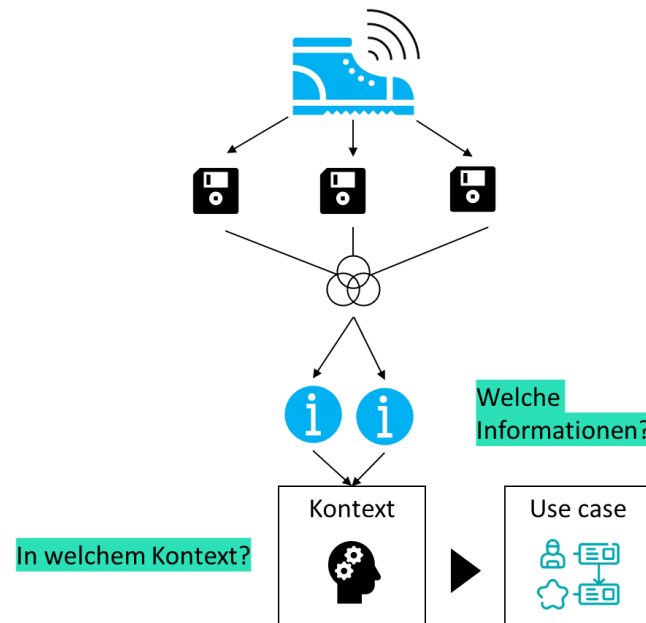 Welche
Informationen?
Kontext
Use case
In welchem Kontext?